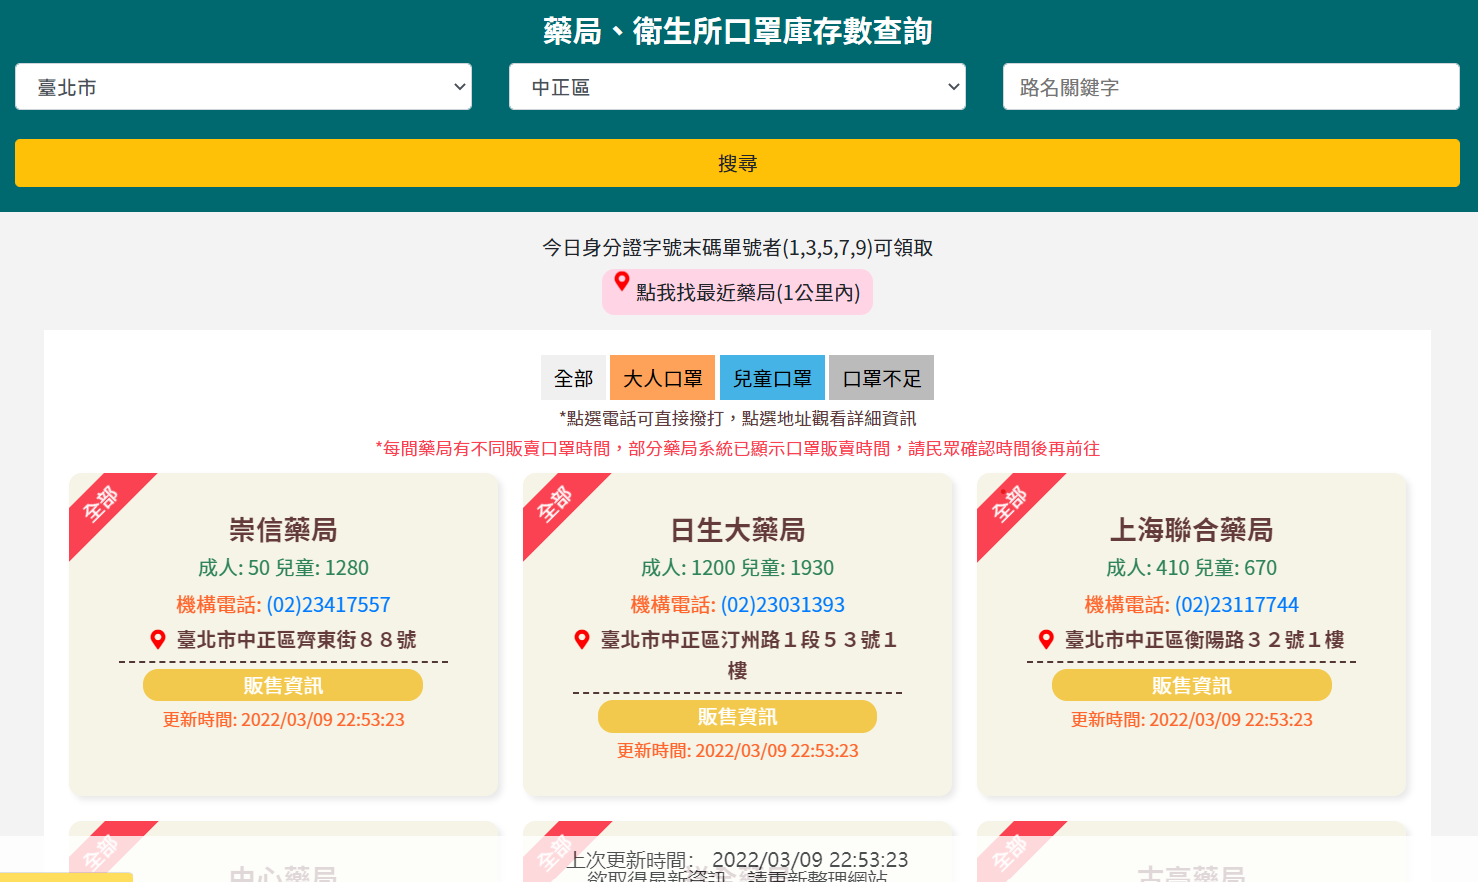 藥局、衛生所口罩庫存數查詢
臺北市
中正區
路名關鍵字
搜尋
今日身分證字號末碼單號者(1,3,5,7,9)可領取
點我找最近藥局(1公里內)
全部
大人口罩
兒童口罩
口罩不足
*點選電話可直接撥打，點選地址觀看詳細資訊
*每間藥局有不同販賣口罩時間，部分藥局系統已顯示口罩販賣時間，請民眾確認時間後再前往
全部
崇信藥局
成人: 50 兒童: 1280
機構電話: (02)23417557
臺北市中正區齊東街８８號
販售資訊
更新時間: 2022/03/09 22:53:23
全部
日生大藥局
成人: 1200 兒童: 1930
機構電話: (02)23031393
臺北市中正區汀州路１段５３號１
樓
販售資訊
更新時間: 2022/03/09 22:53:23
全部
上海聯合藥局
成人: 410 兒童: 670
機構電話: (02)23117744
臺北市中正區衡陽路３２號１樓
販售資訊
更新時間: 2022/03/09 22:53:23
全部
中心藥局
全部
全部
古亭藥局
上次更新時間： 2022/03/09 22:53:23
欲取得最新資訊，請重新整理網站